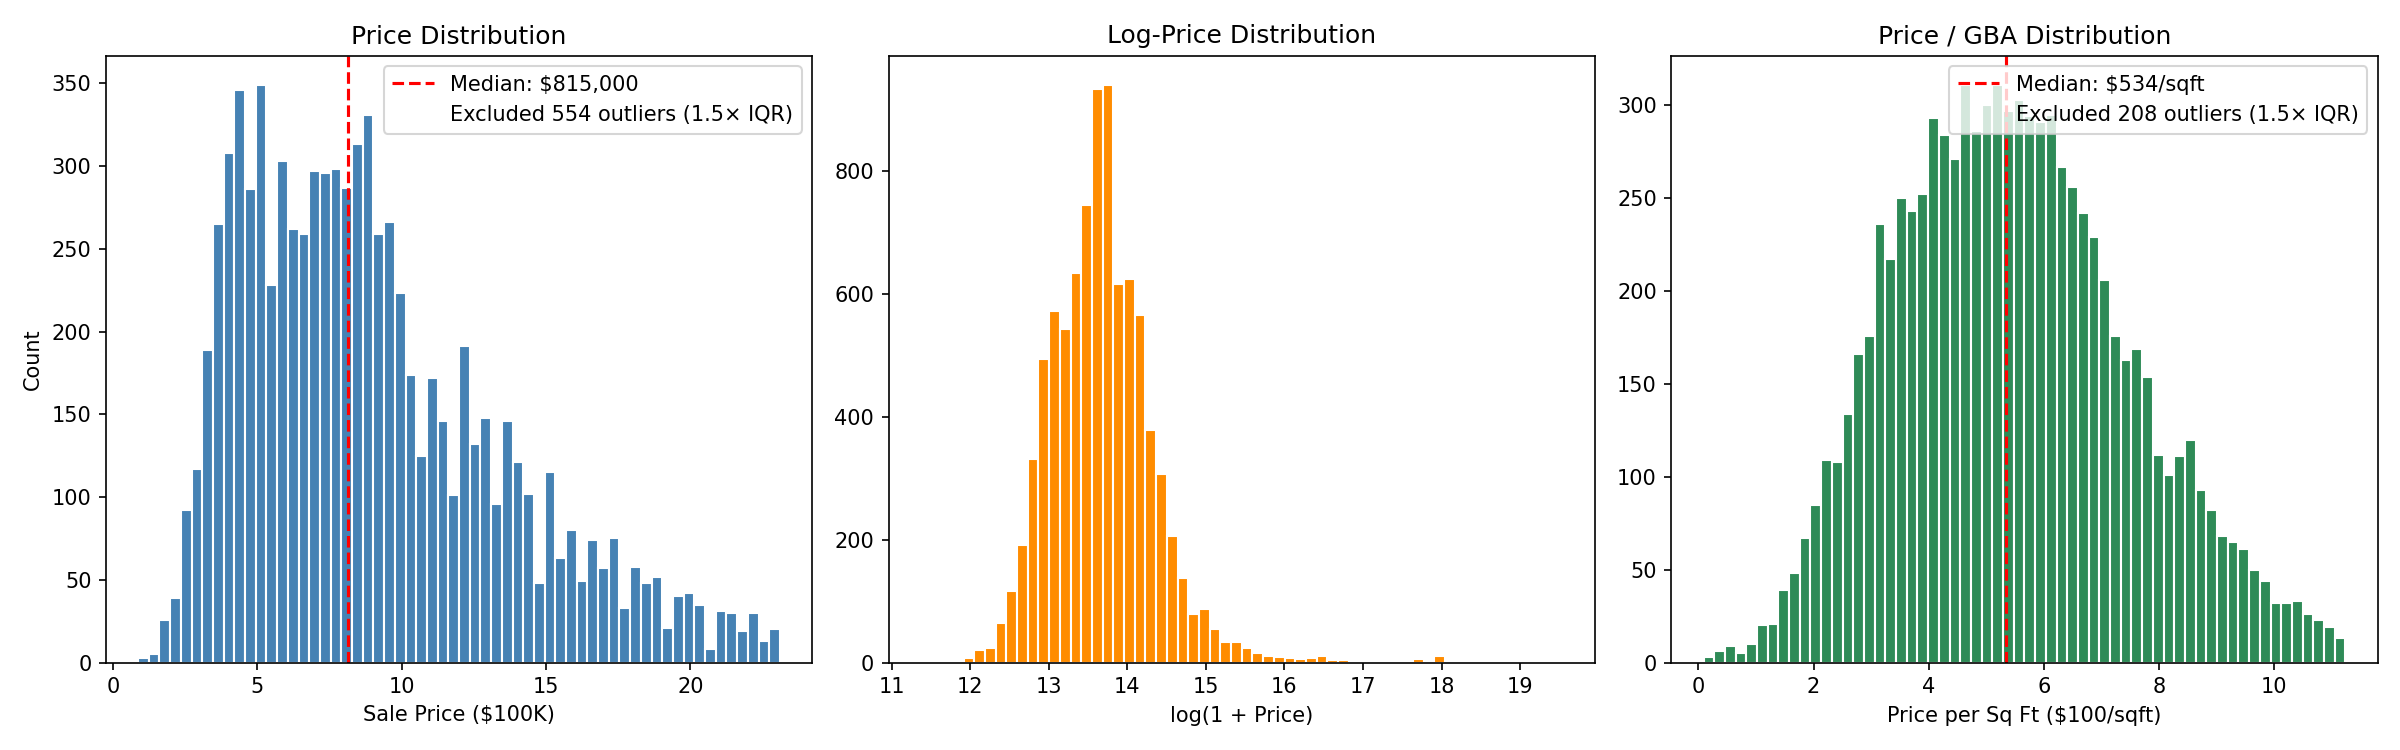 Price Distribution
Median: $815,000
Excluded 554 outliers (1.5× IQR)
Count
350
300
250
200
150
100
50
0
0 5 10 15 20
Sale Price ($100K)
Log-Price Distribution
800
600
400
200
0
11 12 13 14 15 16 17 18 19
log(1 + Price)
Price / GBA Distribution
Median: $534/sqft
Excluded 208 outliers (1.5× IQR)
300
250
200
150
100
50
0
0 2 4 6 8 10
Price per Sq Ft ($100/sqft)